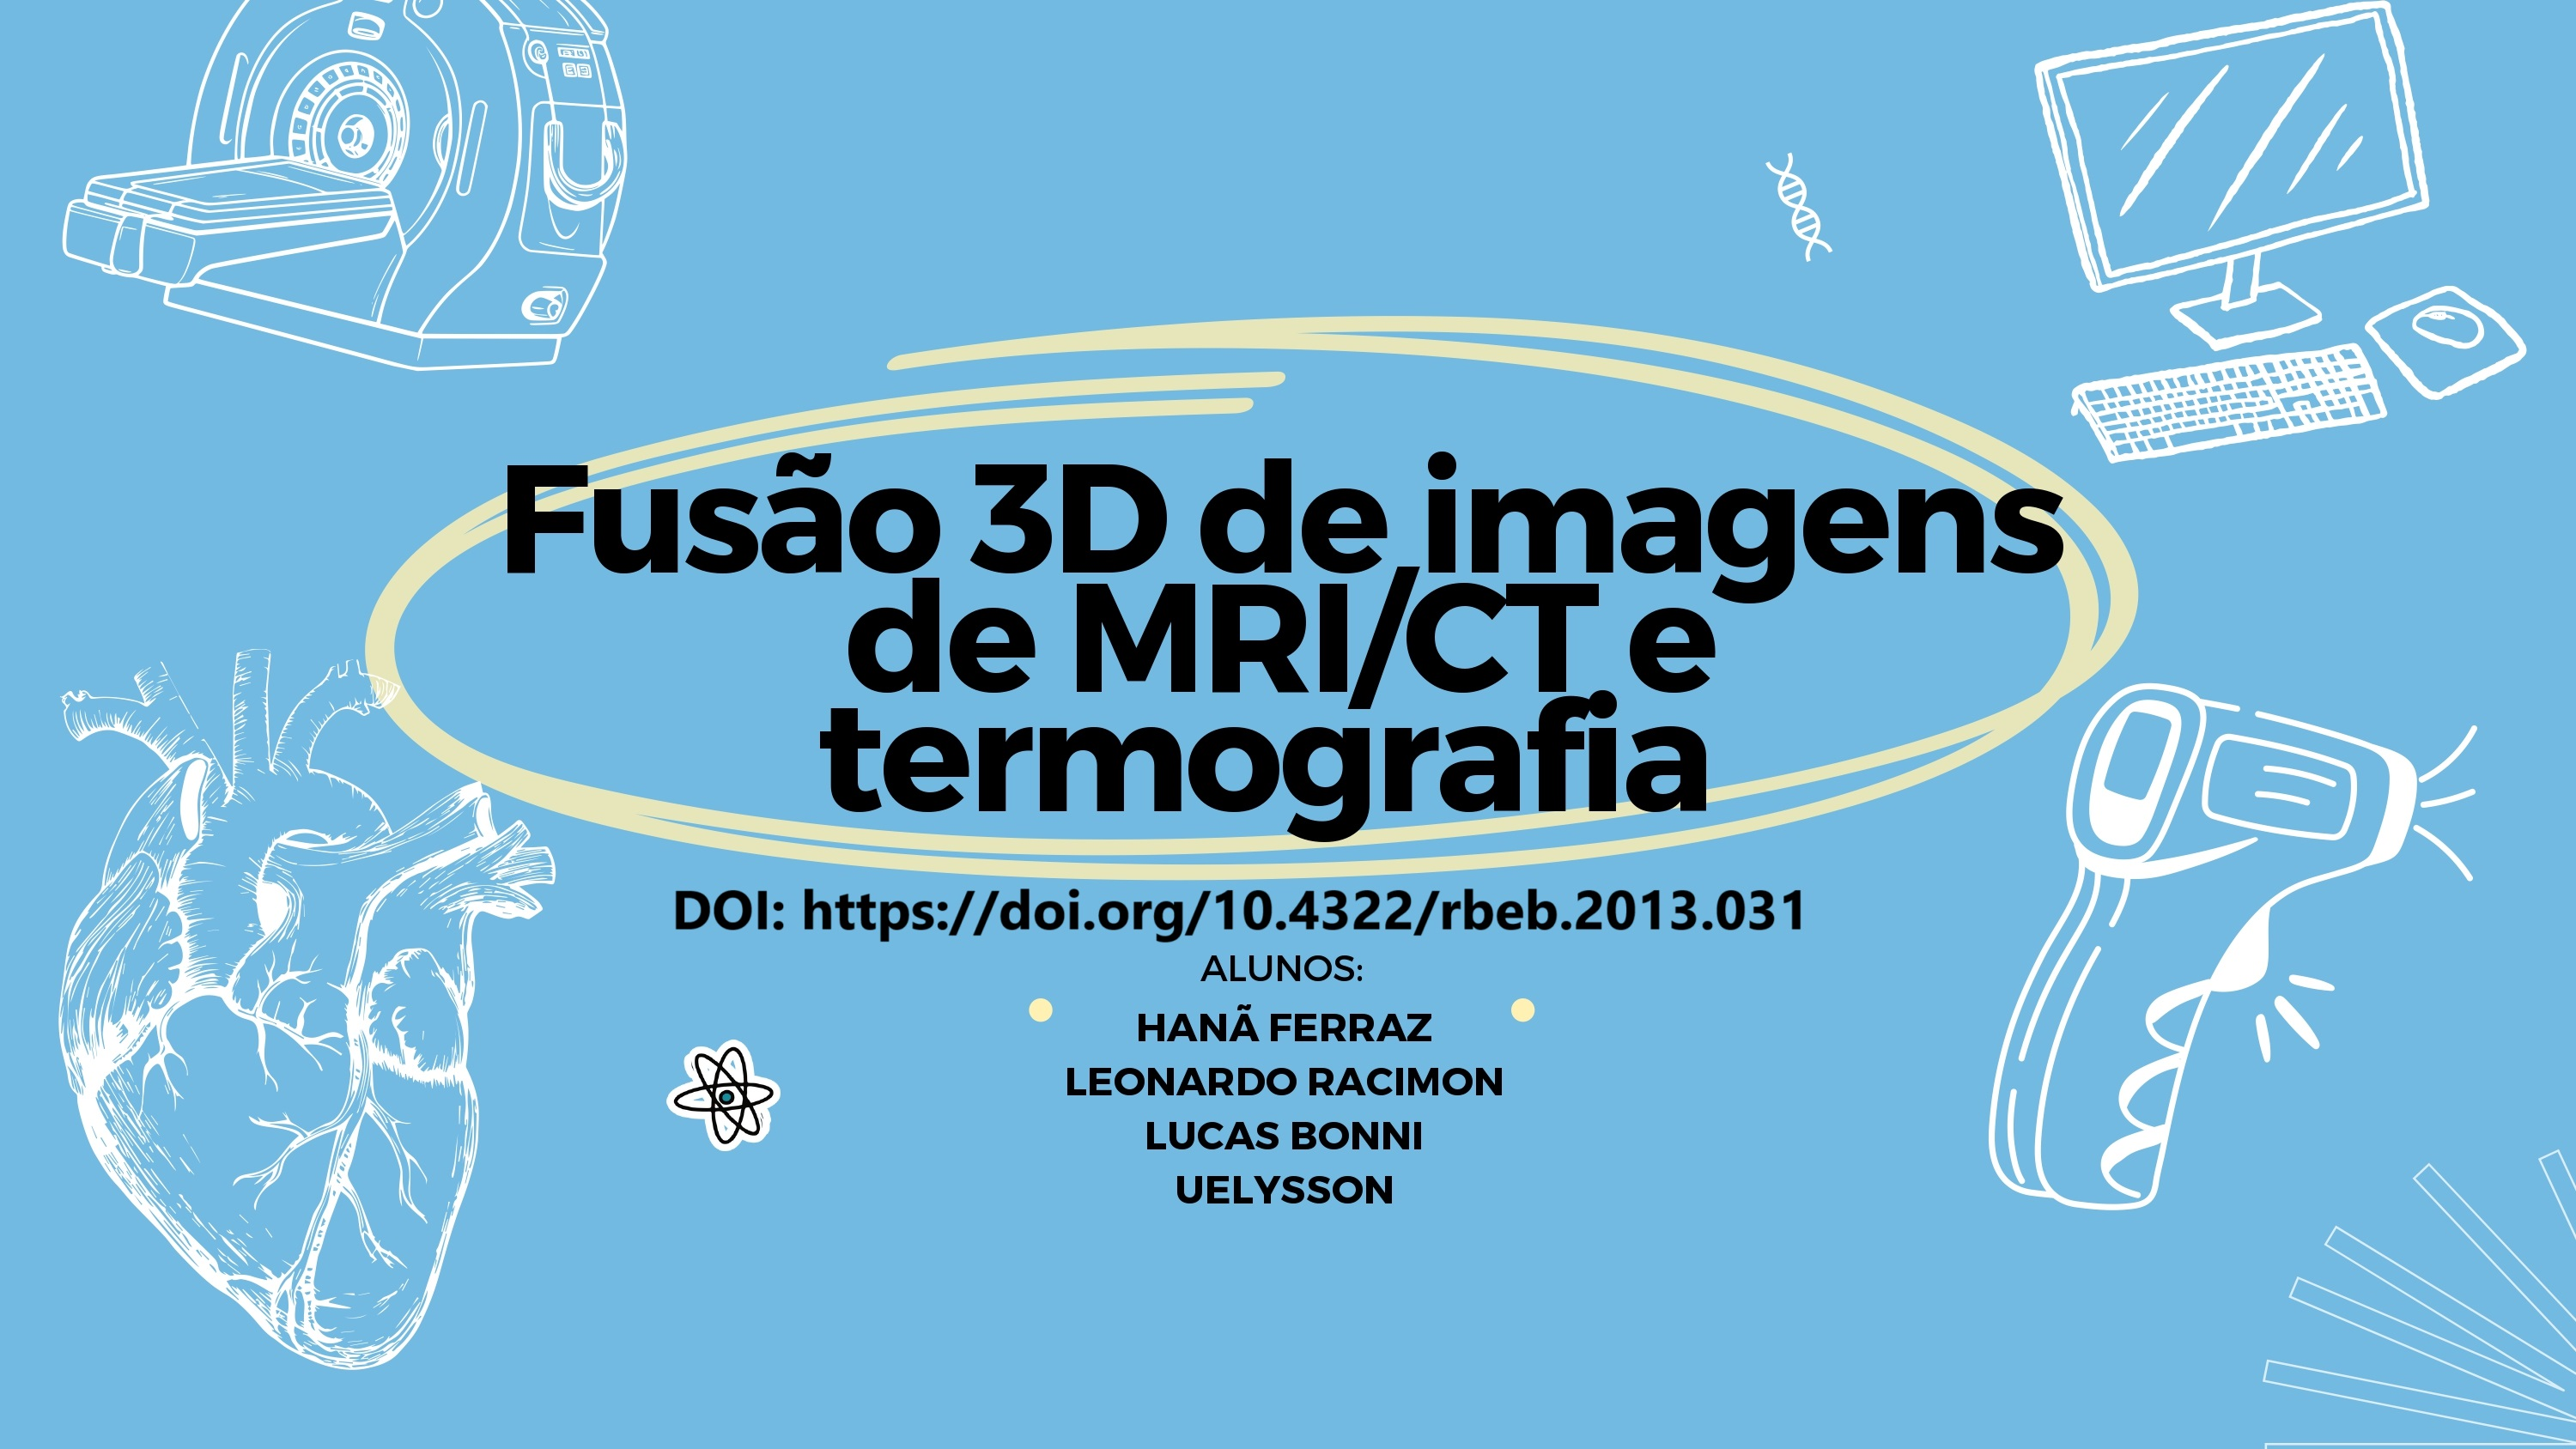 Fusão 3D de imagens
de MRI/CT e
termografia
DOI: https://doi.org/10.4322/rbeb.2013.031
ALUNOS:
HANÃ FERRAZ
LEONARDO RACIMON
LUCAS BONNI
UELYSSON